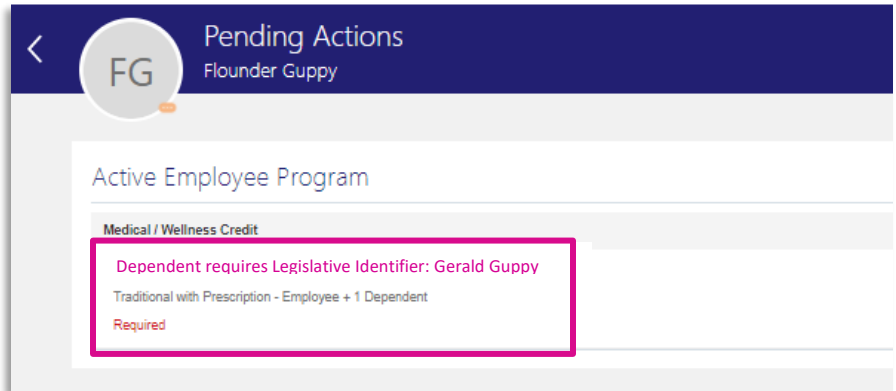 Pending Actions
FG
Flounder Guppy
Active Employee Program
Medical / Wellness Credit
Dependent requires Legislative Identifier: Gerald Guppy
Traditional with Prescription - Employee + 1 Dependent
Required